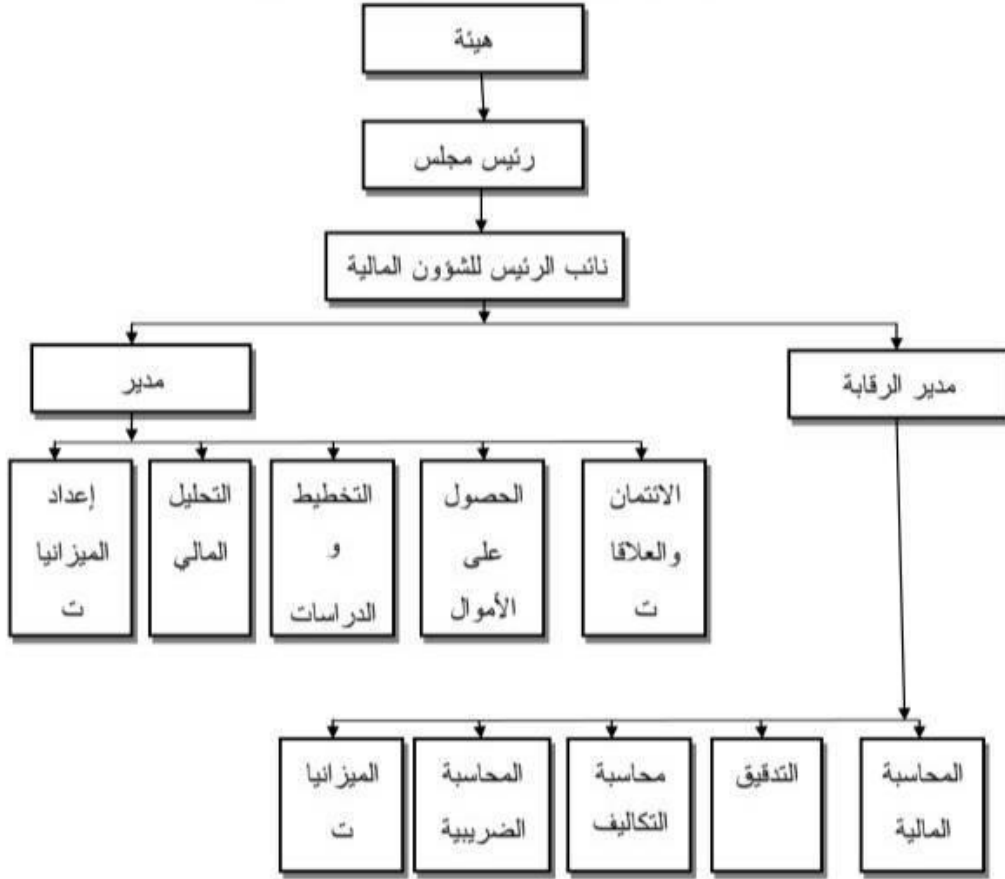 هيئة
رئيس مجلس
نائب الرئيس للشؤون المالية
مدير الرقابة
مدير
الائتمان
والعلاقا
ت
الحصول
على
الأموال
التخطيط
و
الدراسات
التحليل
المالي
إعداد
الميزانيا
ت
المحاسبة
المالية
التدقيق
محاسبة
التكاليف
المحاسبة
الضريبية
الميزانيا
ت